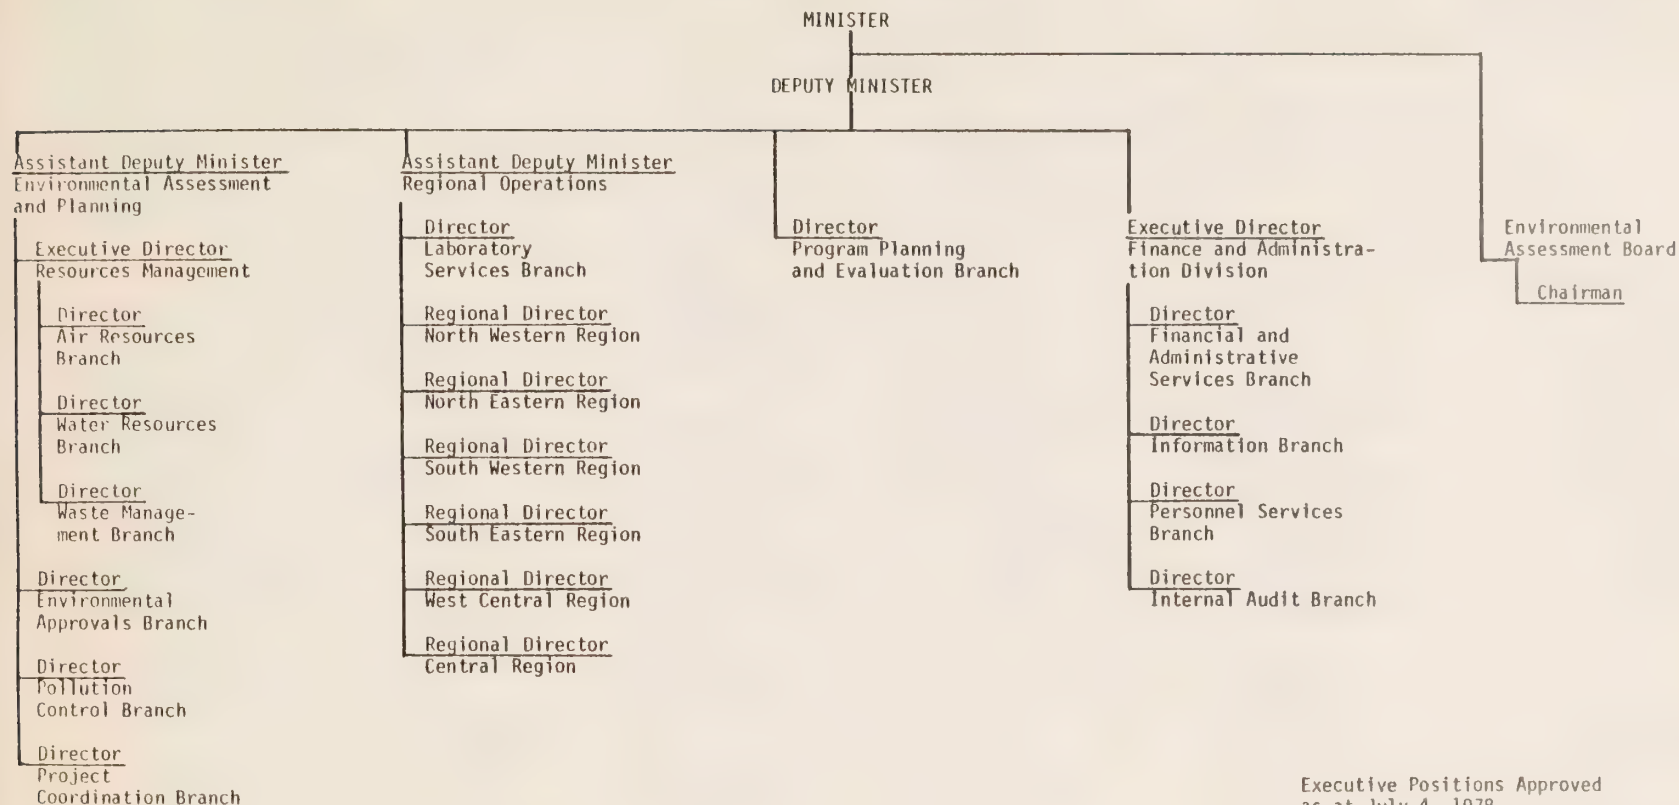 MINISTER
DEPUTY MINISTER
Assistant Deputy Minister
Environmental Assessment
and Planning
Executive Director
Resources Management
Director
Air Resources
Branch
Director
Water Resources
Branch
Director
Waste Manage-
ment Branch
Director
Environmental
Approvals Branch
Director
Pollution
Control Branch
Director
Project
Coordination Branch
Assistant Deputy Minister
Regional Operations
Director
Laboratory
Services Branch
Regional Director
North Western Region
Regional Director
North Eastern Region
Regional Director
South Western Region
Regional Director
South Eastern Region
Regional Director
West Central Region
Regional Director
Central Region
Director
Program Planning
and Evaluation Branch
Executive Director
Finance and Administra-
tion Division
Director
Financial and
Administrative
Services Branch
Director
Information Branch
Director
Personnel Services
Branch
Director
Internal Audit Branch
Environmental
Assessment Board
Chairman
Executive Positions Approved
as at July 4, 1978